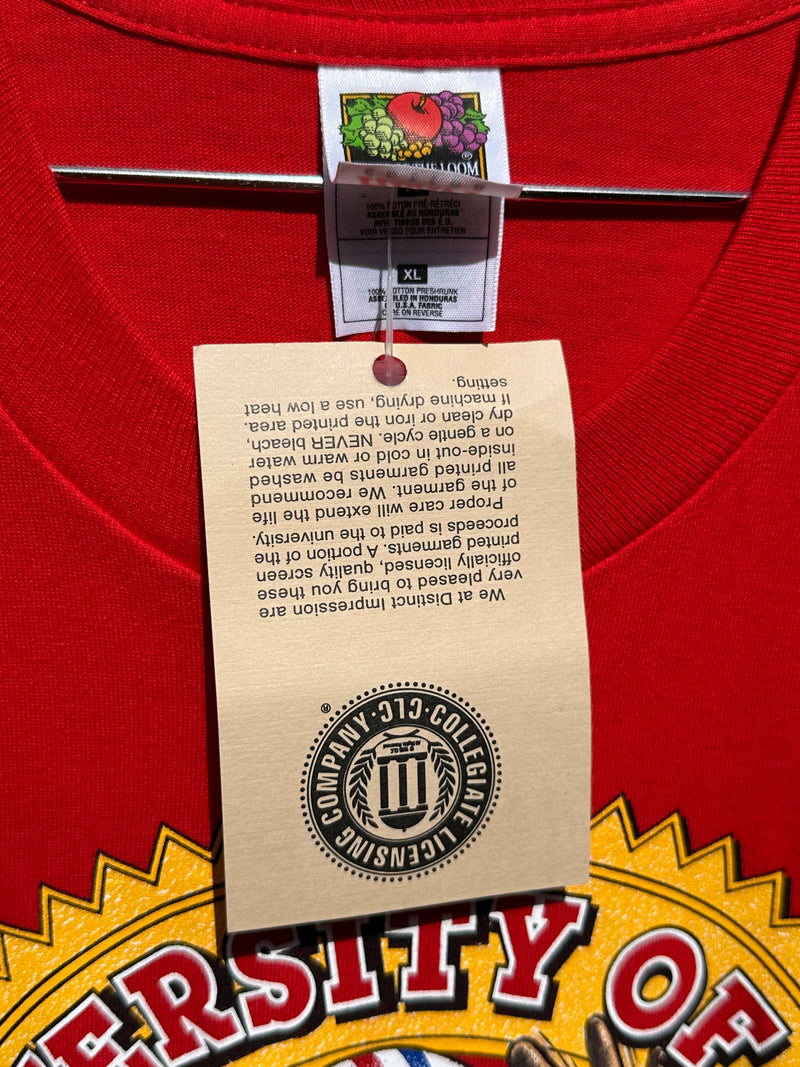 THE LOOM
®
XL
100% COTON PRÉ-RÉTRÉCI
ASSEMBLÉ AU HONDURAS
AVEC TISSUS DES É.U.
VOIR VERSO POUR ENTRETIEN
XL
100% COTTON PRESHRUNK
ASSEMBLED IN HONDURAS
OF U.S.A. FABRIC
CARE ON REVERSE
We at Distinct Impression are
very pleased to bring you these
officially licensed, quality screen
printed garments. A portion of the
proceeds is paid to the university.
Proper care will extend the life
of the garment. We recommend
all printed garments be washed
inside-out in cold or warm water
on a gentle cycle. NEVER bleach,
dry clean or iron the printed area.
If machine drying, use a low heat
setting.
COLLEGIATE LICENSING COMPANY · CLC ·
®
ERSITY OF